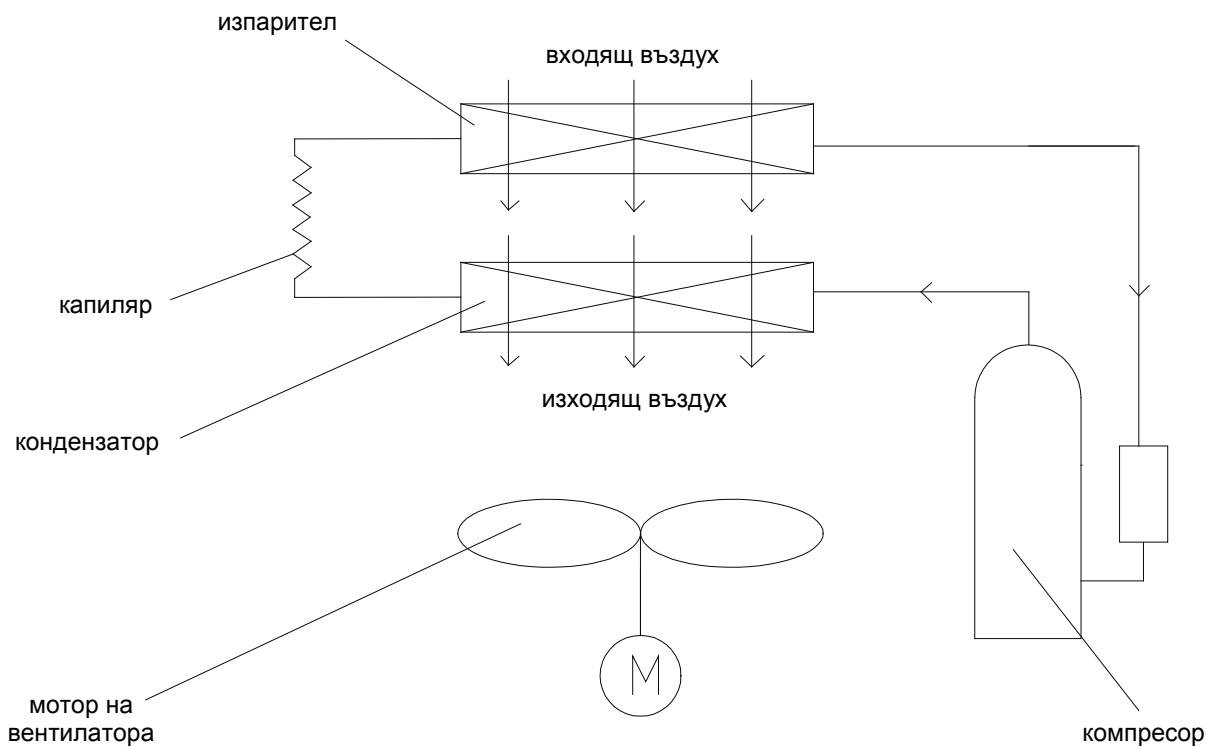 изпарител
входящ въздух
капиляр
изходящ въздух
кондензатор
M
мотор на
вентилатора
компресор